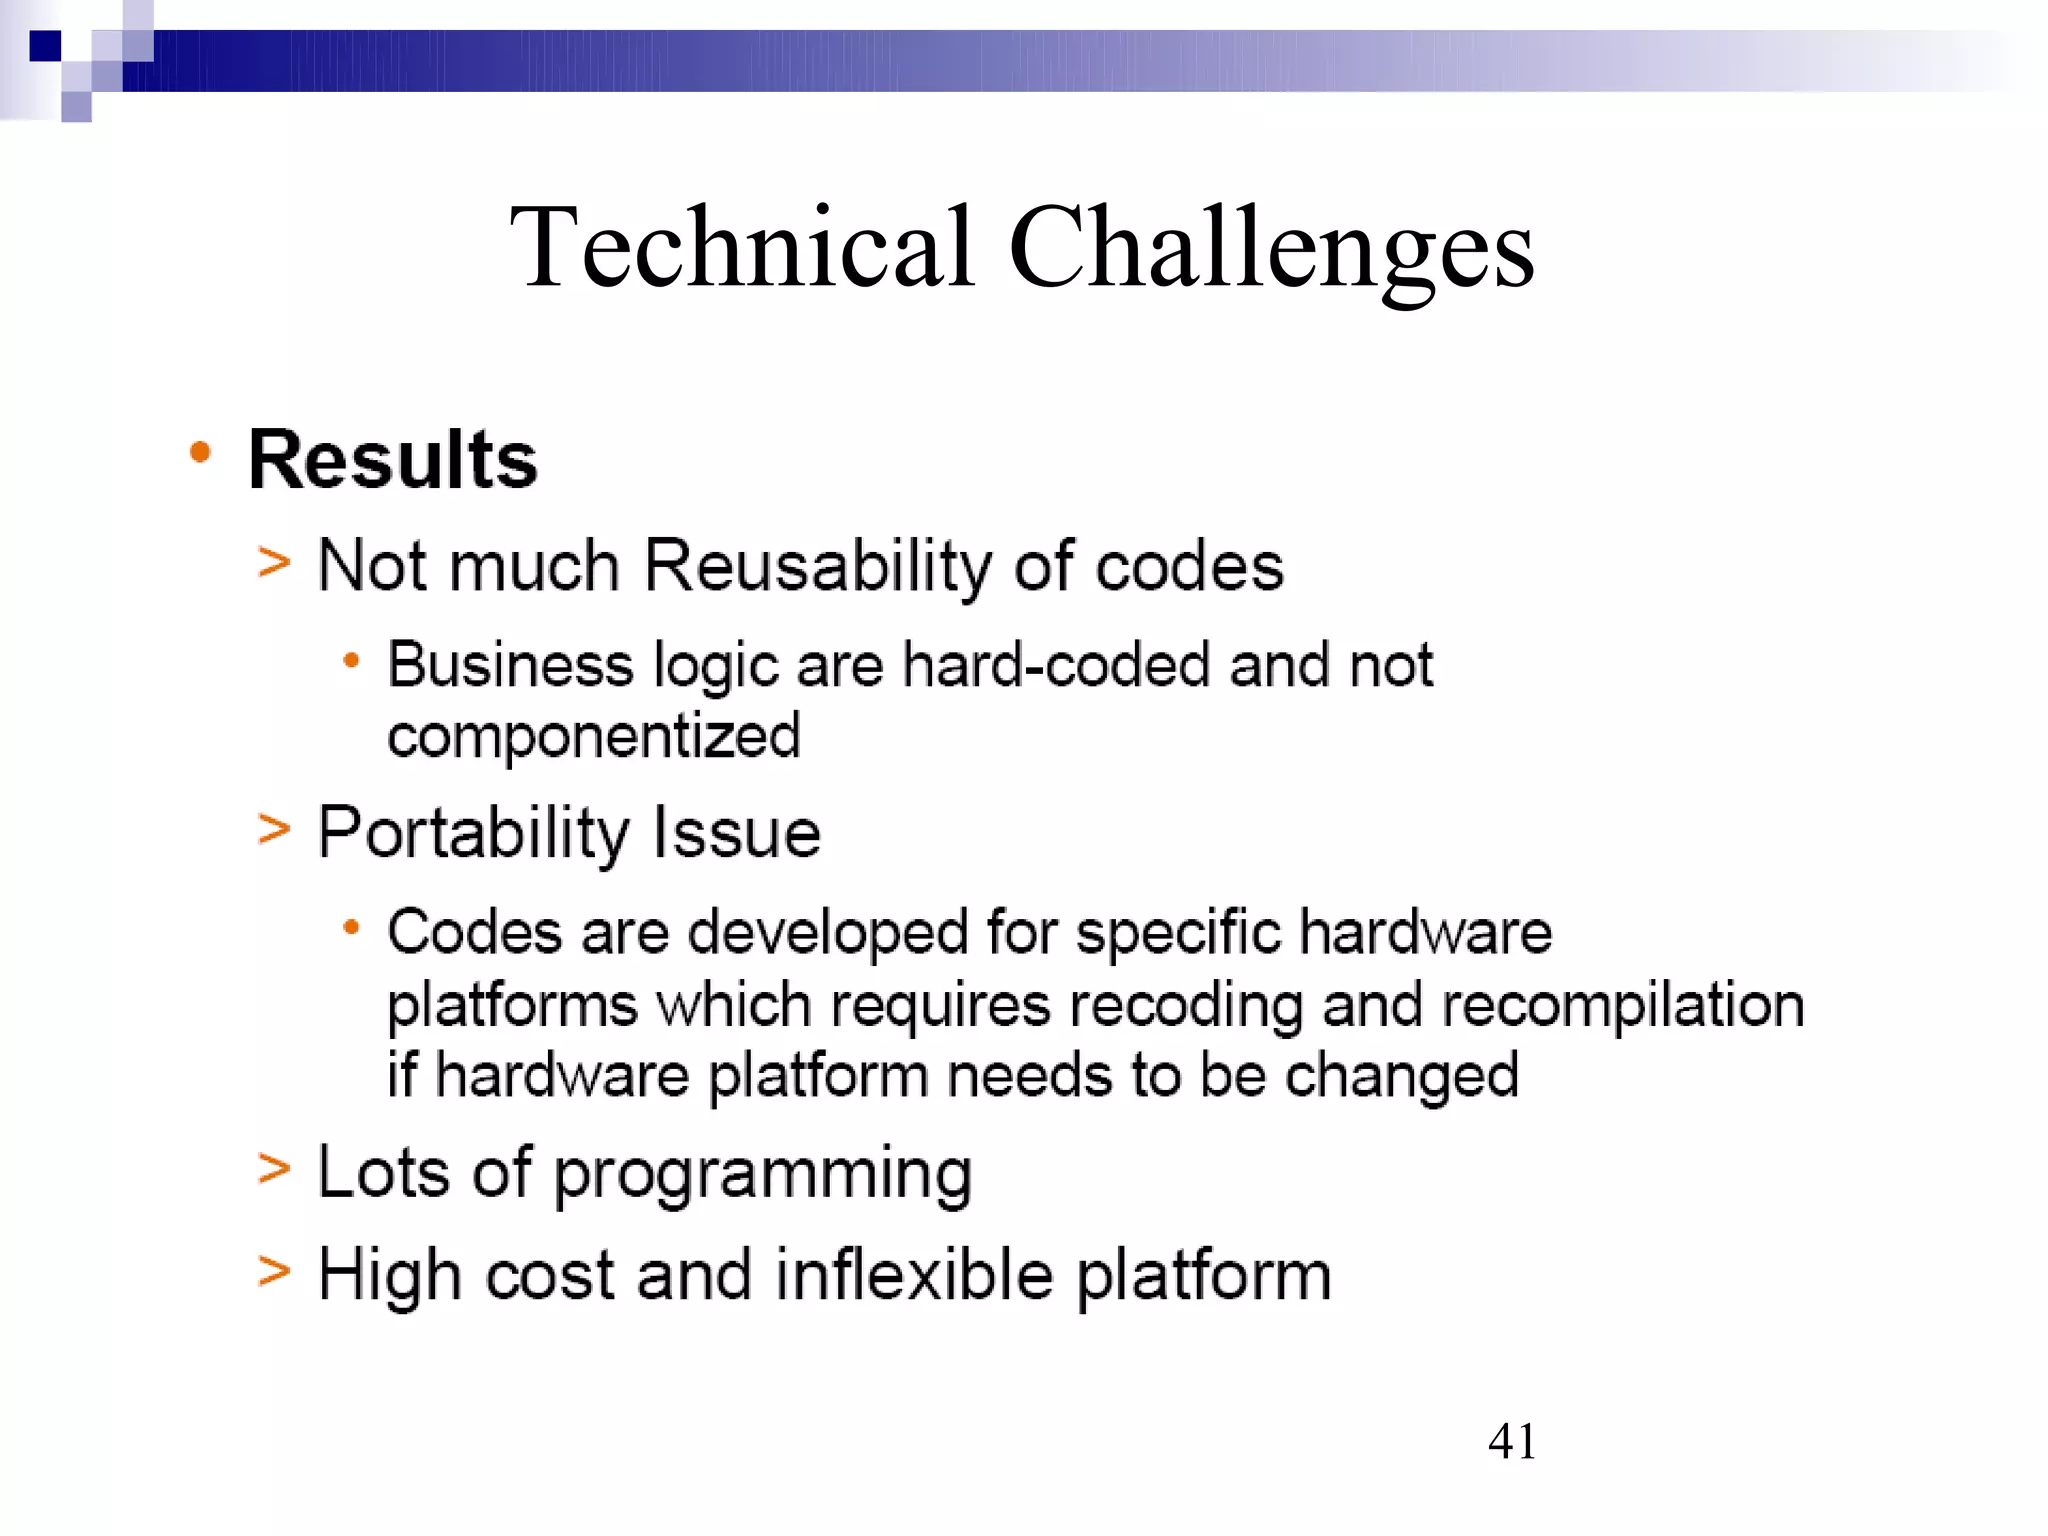 Technical Challenges
• Results
> Not much Reusability of codes
• Business logic are hard-coded and not
componentized
> Portability Issue
• Codes are developed for specific hardware
platforms which requires recoding and recompilation
if hardware platform needs to be changed
> Lots of programming
> High cost and inflexible platform
41